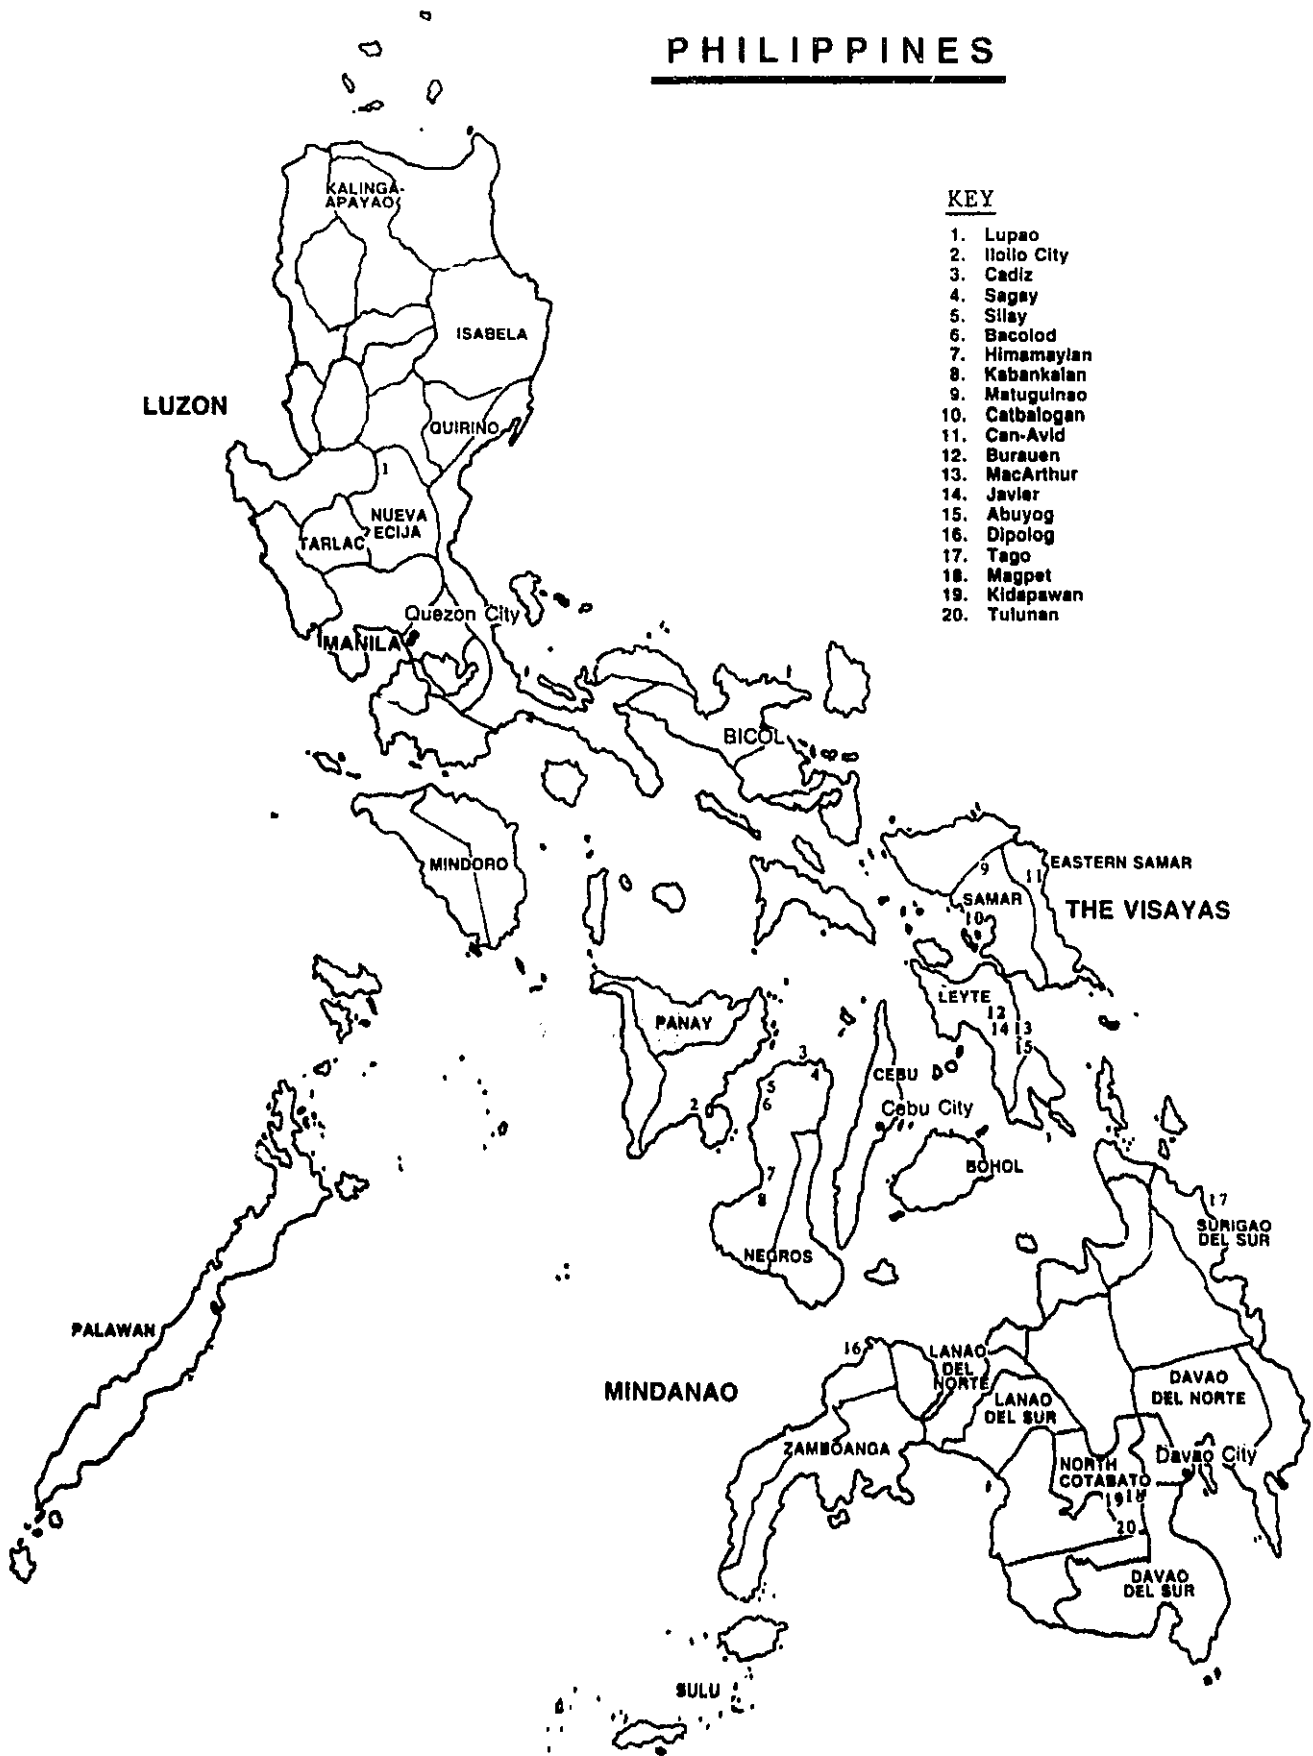 PHILIPPINES
KEY
1. Lupao
2. Iloilo City
3. Cadiz
4. Sagay
5. Silay
6. Bacolod
7. Himamaylan
8. Kabankalan
9. Matuguinao
10. Catbalogan
11. Can-Avid
12. Burauen
13. MacArthur
14. Javier
15. Abuyog
16. Dipolog
17. Tago
18. Magpet
19. Kidapawan
20. Tulunan
KALINGA-
APAYAO
ISABELA
LUZON
QUIRINO
1
NUEVA
ECIJA
TARLAC
Quezon City
MANILA
BICOL
MINDORO
9
11
EASTERN SAMAR
SAMAR
10
THE VISAYAS
LEYTE
12
14
13
15
PANAY
3
4
5
6
CEBU
2
Cebu City
BOHOL
7
8
17
SURIGAO
DEL SUR
NEGROS
PALAWAN
16
LANAO
DEL
NORTE
MINDANAO
LANAO
DEL SUR
DAVAO
DEL NORTE
ZAMBOANGA
NORTH
COTABATO
Davao City
19
18
20
DAVAO
DEL SUR
SULU